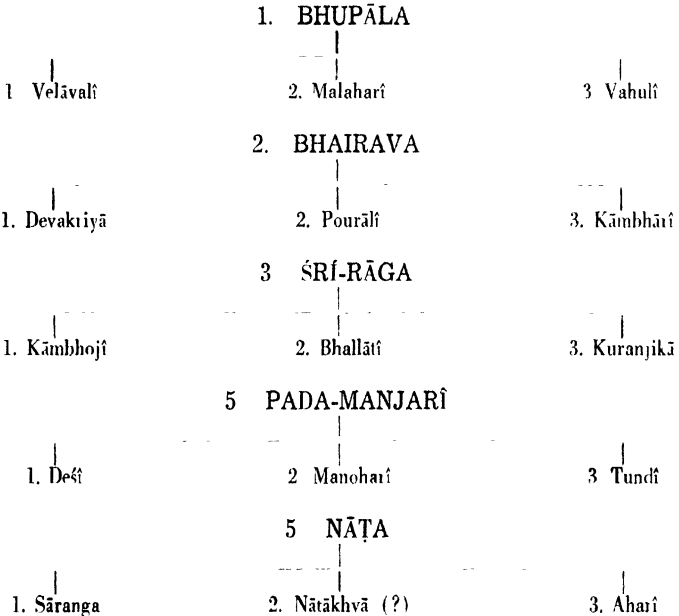 1. BHUPĀLA
1 Velāvalî 2. Malaharî 3 Vahulî
2. BHAIRAVA
1. Devakriyā 2. Pourālî 3. Kāmbhārî
3 ŚRÍ-RĀGA
1. Kāmbhojî 2. Bhallātî 3. Kuranjikā
5 PADA-MANJARÎ
1. Deśî 2 Manoharî 3 Tundî
5 NĀṬA
1. Sāranga 2. Nātākhvā (?) 3. Aharî